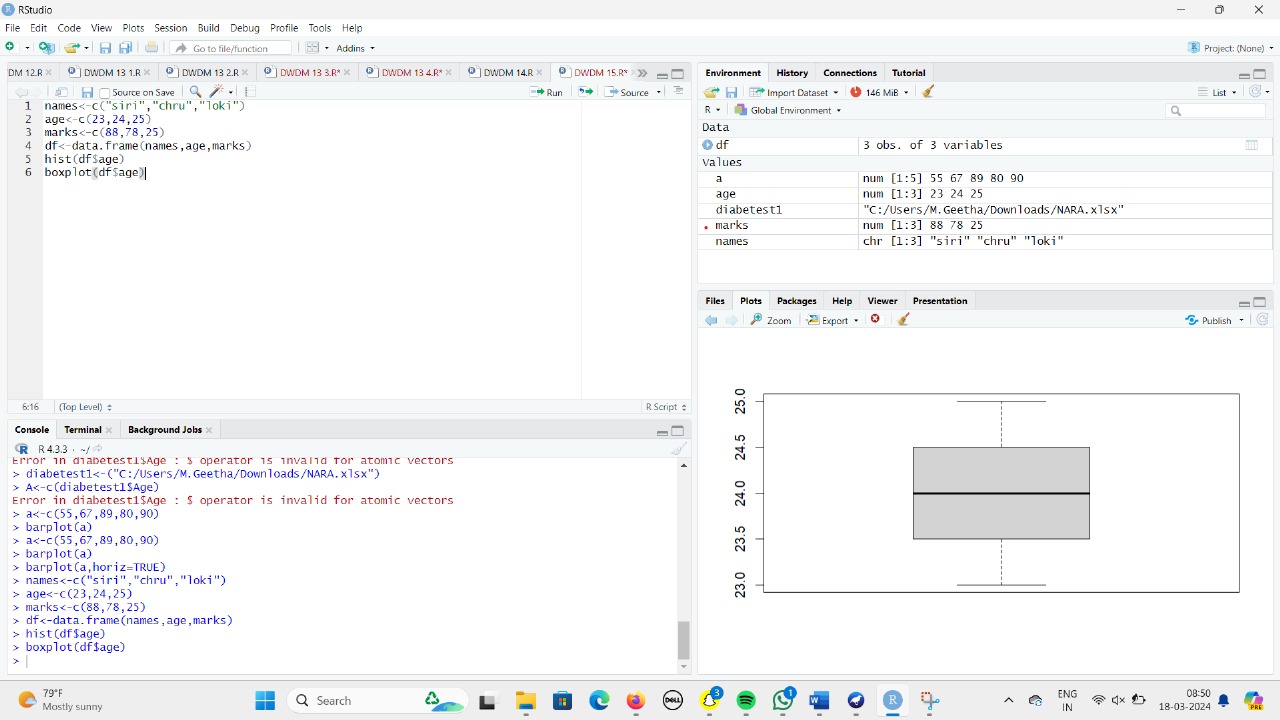 RStudio
File Edit Code View Plots Session Build Debug Profile Tools Help
Go to file/function Addins Project: (None)
DM 12.R DWDM 13 1.R DWDM 13 2.R DWDM 13 3.R* DWDM 13 4.R* DWDM 14.R DWDM 15.R*
Source on Save Run Source
1 names<-c("siri","chru","loki")
2 age<-c(23,24,25)
3 marks<-c(88,78,25)
4 df<-data.frame(names,age,marks)
5 hist(df$age)
6 boxplot(df$age)
6:16 (Top Level) R Script
Console Terminal Background Jobs
R 4.3.3 · ~/
Error in diabetest1$Age : $ operator is invalid for atomic vectors
> diabetest1<-("C:/Users/M.Geetha/Downloads/NARA.xlsx")
> A<-c(diabetest1$Age)
Error in diabetest1$Age : $ operator is invalid for atomic vectors
> a<-c(55,67,89,80,90)
> barplot(a)
> a<-c(55,67,89,80,90)
> barplot(a)
> barplot(a,horiz=TRUE)
> names<-c("siri","chru","loki")
> age<-c(23,24,25)
> marks<-c(88,78,25)
> df<-data.frame(names,age,marks)
> hist(df$age)
> boxplot(df$age)
>
Environment History Connections Tutorial
Import Dataset 146 MiB List
R Global Environment
Data
df 3 obs. of 3 variables
Values
a num [1:5] 55 67 89 80 90
age num [1:3] 23 24 25
diabetest1 "C:/Users/M.Geetha/Downloads/NARA.xlsx"
marks num [1:3] 88 78 25
names chr [1:3] "siri" "chru" "loki"
Files Plots Packages Help Viewer Presentation
Zoom Export Publish
25.0
24.5
24.0
23.5
23.0
79°F
Mostly sunny
Search
DELL
3
1
ENG
IN
08:50
18-03-2024
PRE